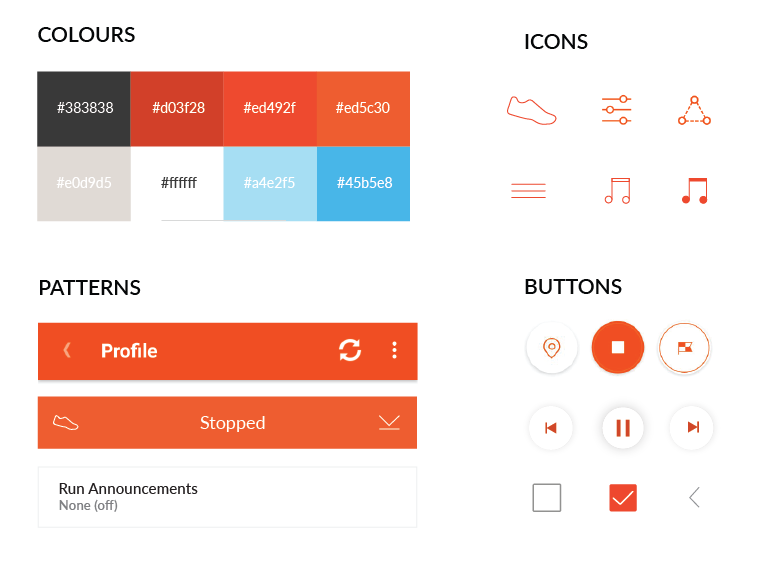 COLOURS
#383838
#d03f28
#ed492f
#ed5c30
#e0d9d5
#ffffff
#a4e2f5
#45b5e8
ICONS
PATTERNS
Profile
Stopped
Run Announcements
None (off)
BUTTONS